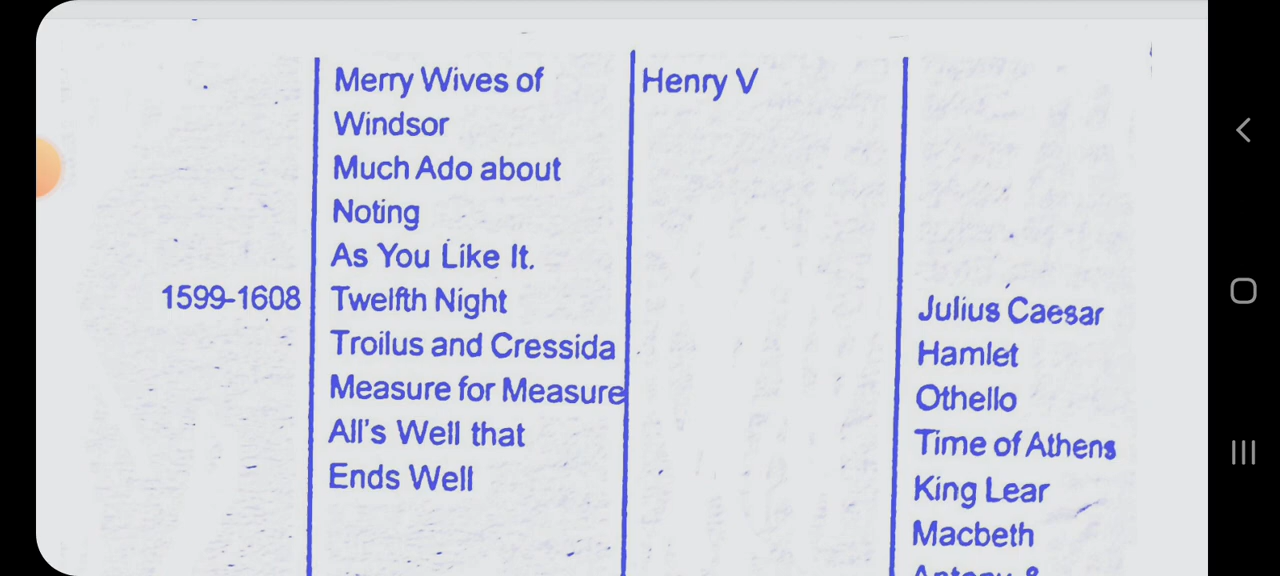 Merry Wives of
Windsor
Much Ado about
Noting
As You Like It.
1599-1608
Twelfth Night
Troilus and Cressida
Measure for Measure
All's Well that
Ends Well
Henry V
Julius Caesar
Hamlet
Othello
Time of Athens
King Lear
Macbeth